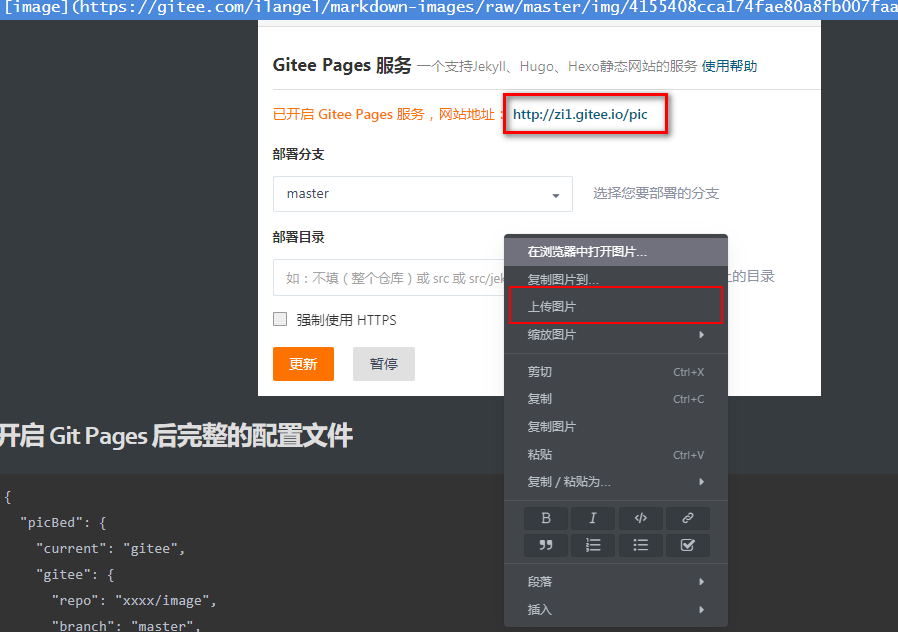 [image](https://gitee.com/ilangel/markdown-images/raw/master/img/4155408cca174fae80a8fb007faa
Gitee Pages 服务 一个支持Jekyll、Hugo、Hexo静态网站的服务 使用帮助
已开启 Gitee Pages 服务，网站地址： http://zi1.gitee.io/pic
部署分支
master 选择您要部署的分支
部署目录
如：不填（整个仓库）或 src 或 src/jek
上的目录
强制使用 HTTPS
更新 暂停
在浏览器中打开图片...
复制图片到...
上传图片
缩放图片
剪切 Ctrl+X
复制 Ctrl+C
复制图片
粘贴 Ctrl+V
复制 / 粘贴为...
B I </>
段落
插入
开启 Git Pages 后完整的配置文件
{
"picBed": {
"current": "gitee",
"gitee": {
"repo": "xxxx/image",
"branch": "master",